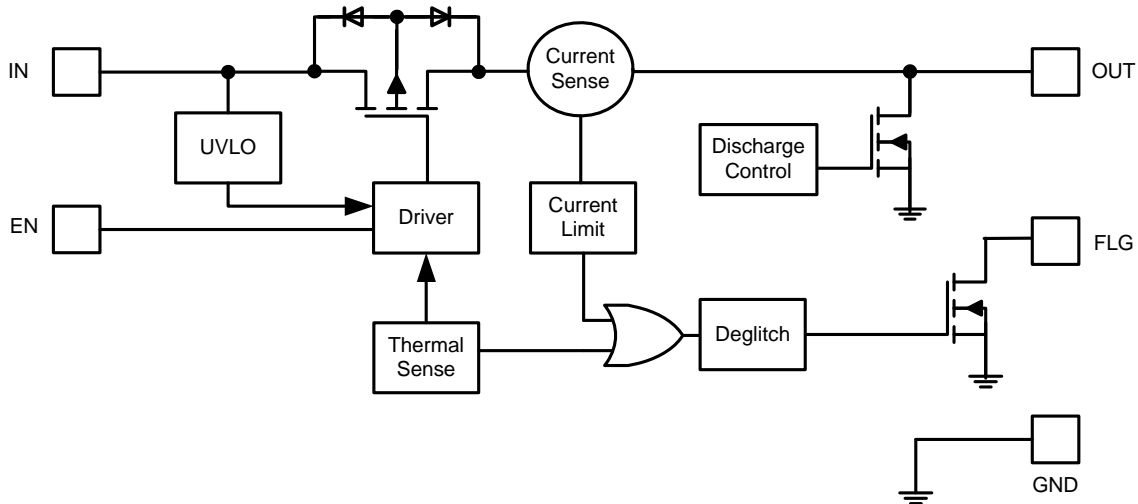 IN
Current
Sense
OUT
UVLO
Discharge
Control
Driver
Current
Limit
EN
FLG
Thermal
Sense
Deglitch
GND